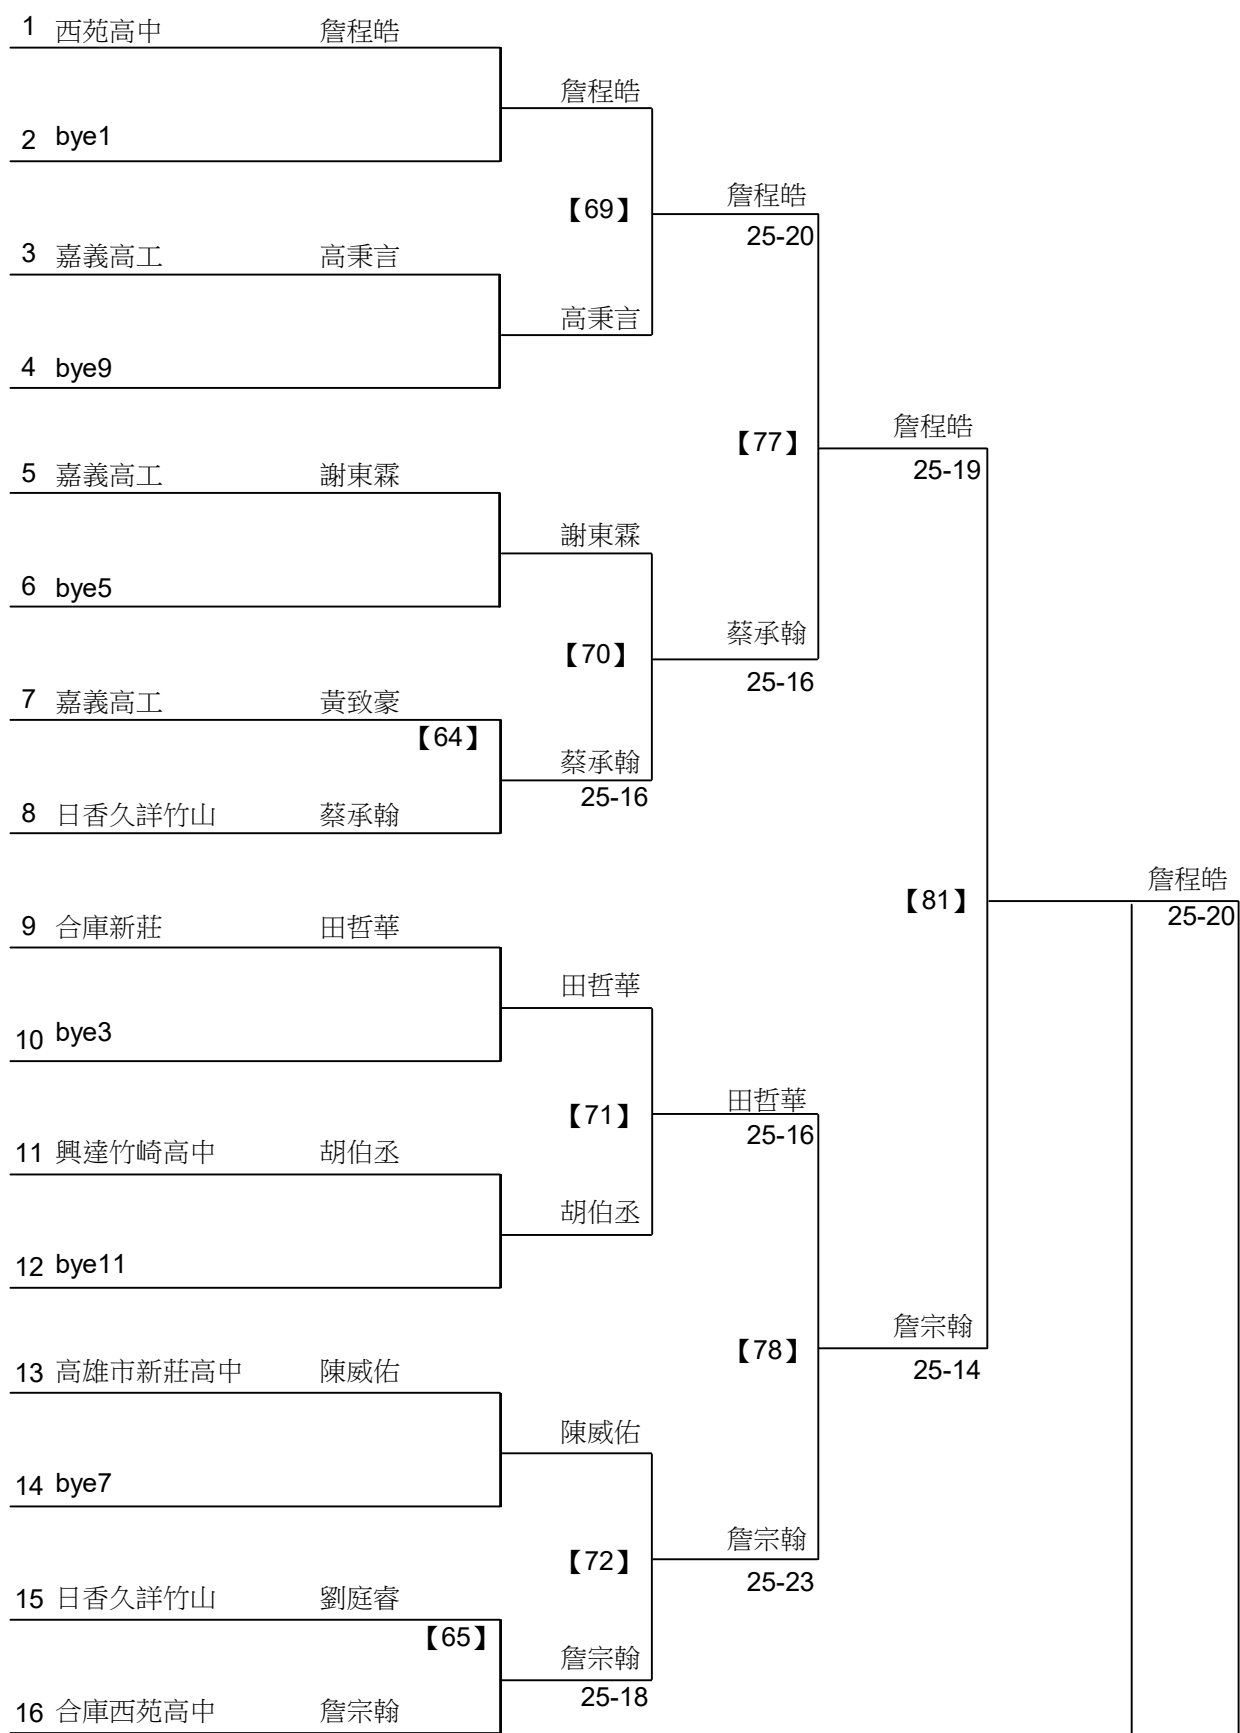 1 西苑高中 詹程皓
詹程皓
2 bye1
詹程皓
【69】
25-20
3 嘉義高工 高秉言
高秉言
4 bye9
詹程皓
【77】
25-19
5 嘉義高工 謝東霖
謝東霖
6 bye5
蔡承翰
【70】
25-16
7 嘉義高工 黃致豪
【64】
蔡承翰
25-16
8 日香久詳竹山 蔡承翰
詹程皓
【81】
25-20
9 合庫新莊 田哲華
田哲華
10 bye3
田哲華
【71】
25-16
11 興達竹崎高中 胡伯丞
胡伯丞
12 bye11
詹宗翰
【78】
25-14
13 高雄市新莊高中 陳威佑
陳威佑
14 bye7
詹宗翰
【72】
25-23
15 日香久詳竹山 劉庭睿
【65】
詹宗翰
25-18
16 合庫西苑高中 詹宗翰